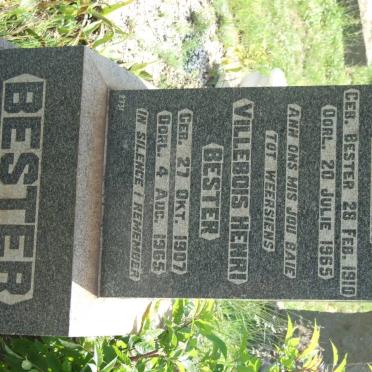 GEB. BESTER 28 FEB. 1910
OORL. 20 JULIE 1965
AHH ONS MIS JOU BAIE
TOT WEERSIENS
VILLEBOIS HENRI
BESTER
GEB. 27 OKT. 1907
OORL. 4 AUG. 1965
IN SILENCE I REMEMBER
BESTER